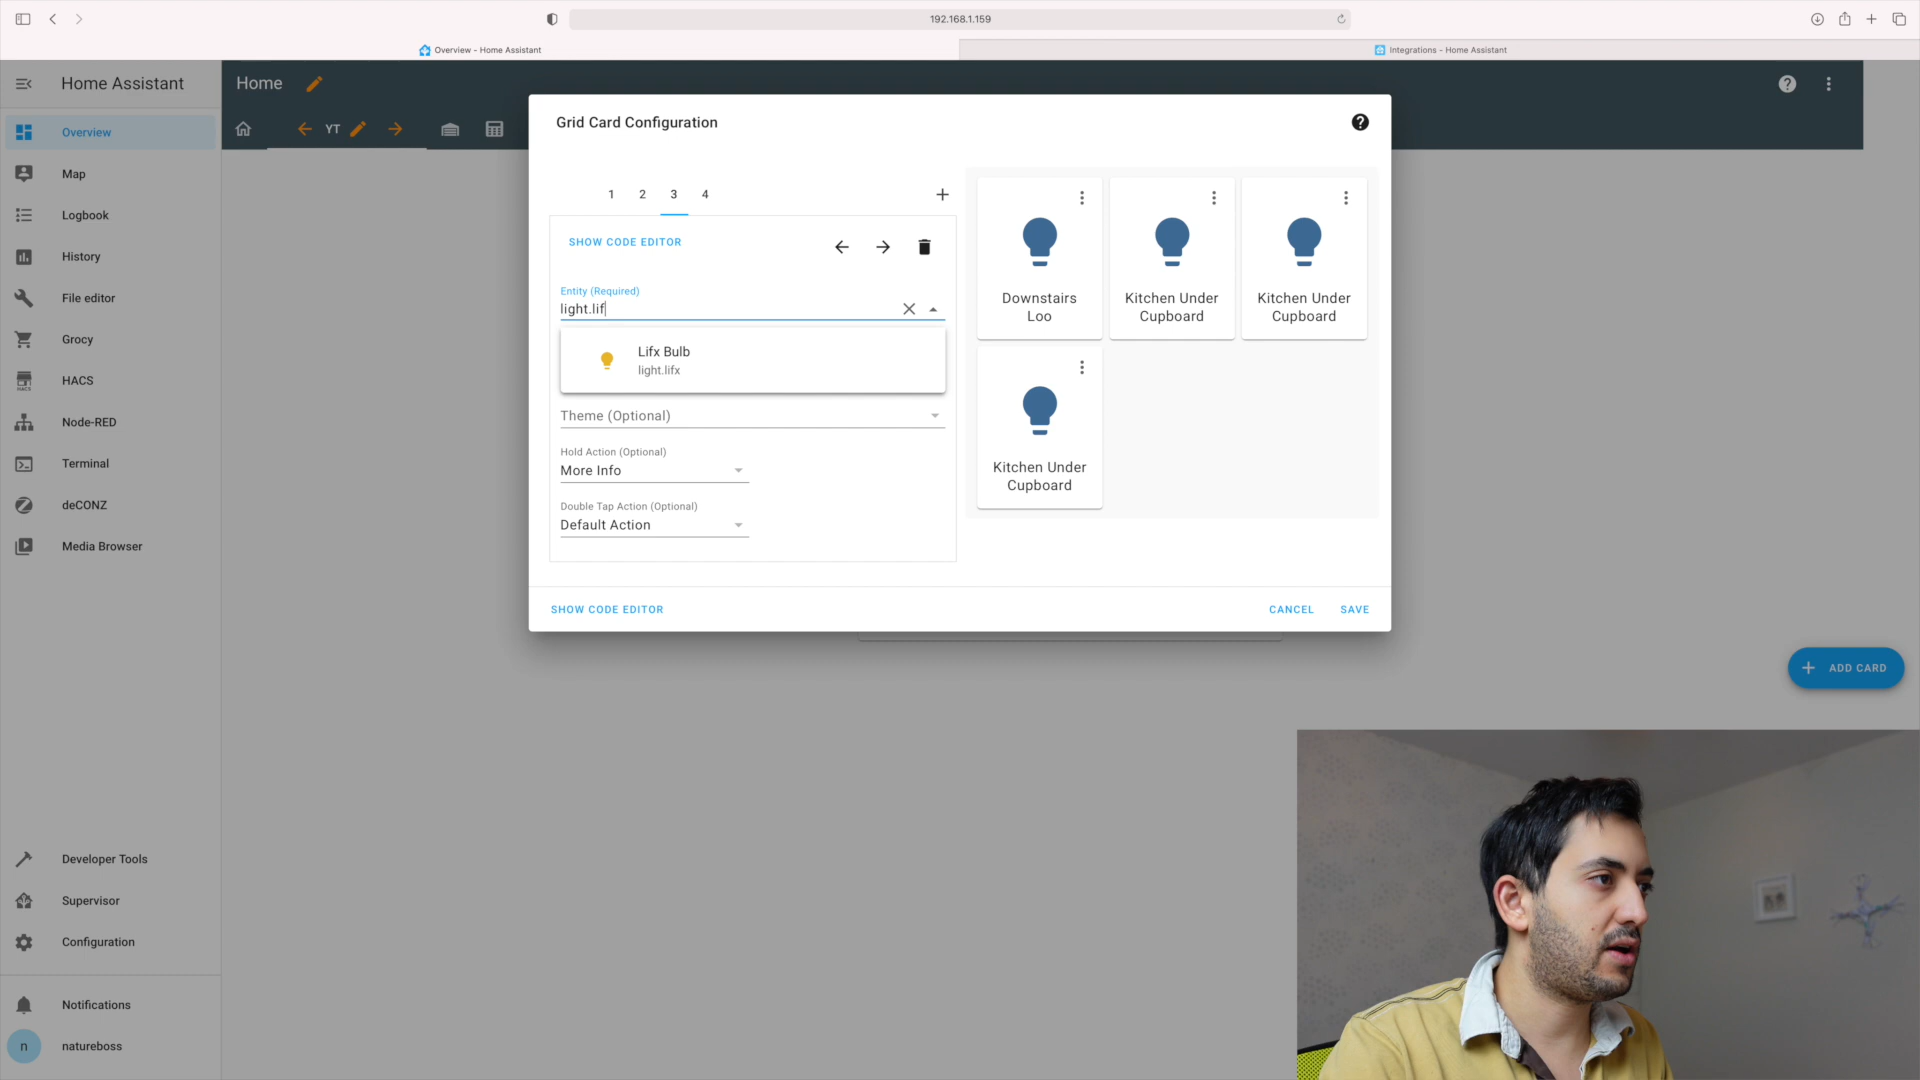 192.168.1.159
Overview - Home Assistant
Integrations - Home Assistant
Home Assistant
Home
YT
Overview
Map
Logbook
History
File editor
Grocy
HACS
HACS
Node-RED
Terminal
deCONZ
Media Browser
Developer Tools
Supervisor
Configuration
Notifications
n
natureboss
Grid Card Configuration
1 2 3 4
SHOW CODE EDITOR
Entity (Required)
light.lif
Lifx Bulb
light.lifx
Theme (Optional)
Hold Action (Optional)
More Info
Double Tap Action (Optional)
Default Action
Downstairs
Loo
Kitchen Under
Cupboard
Kitchen Under
Cupboard
Kitchen Under
Cupboard
SHOW CODE EDITOR
CANCEL
SAVE
ADD CARD